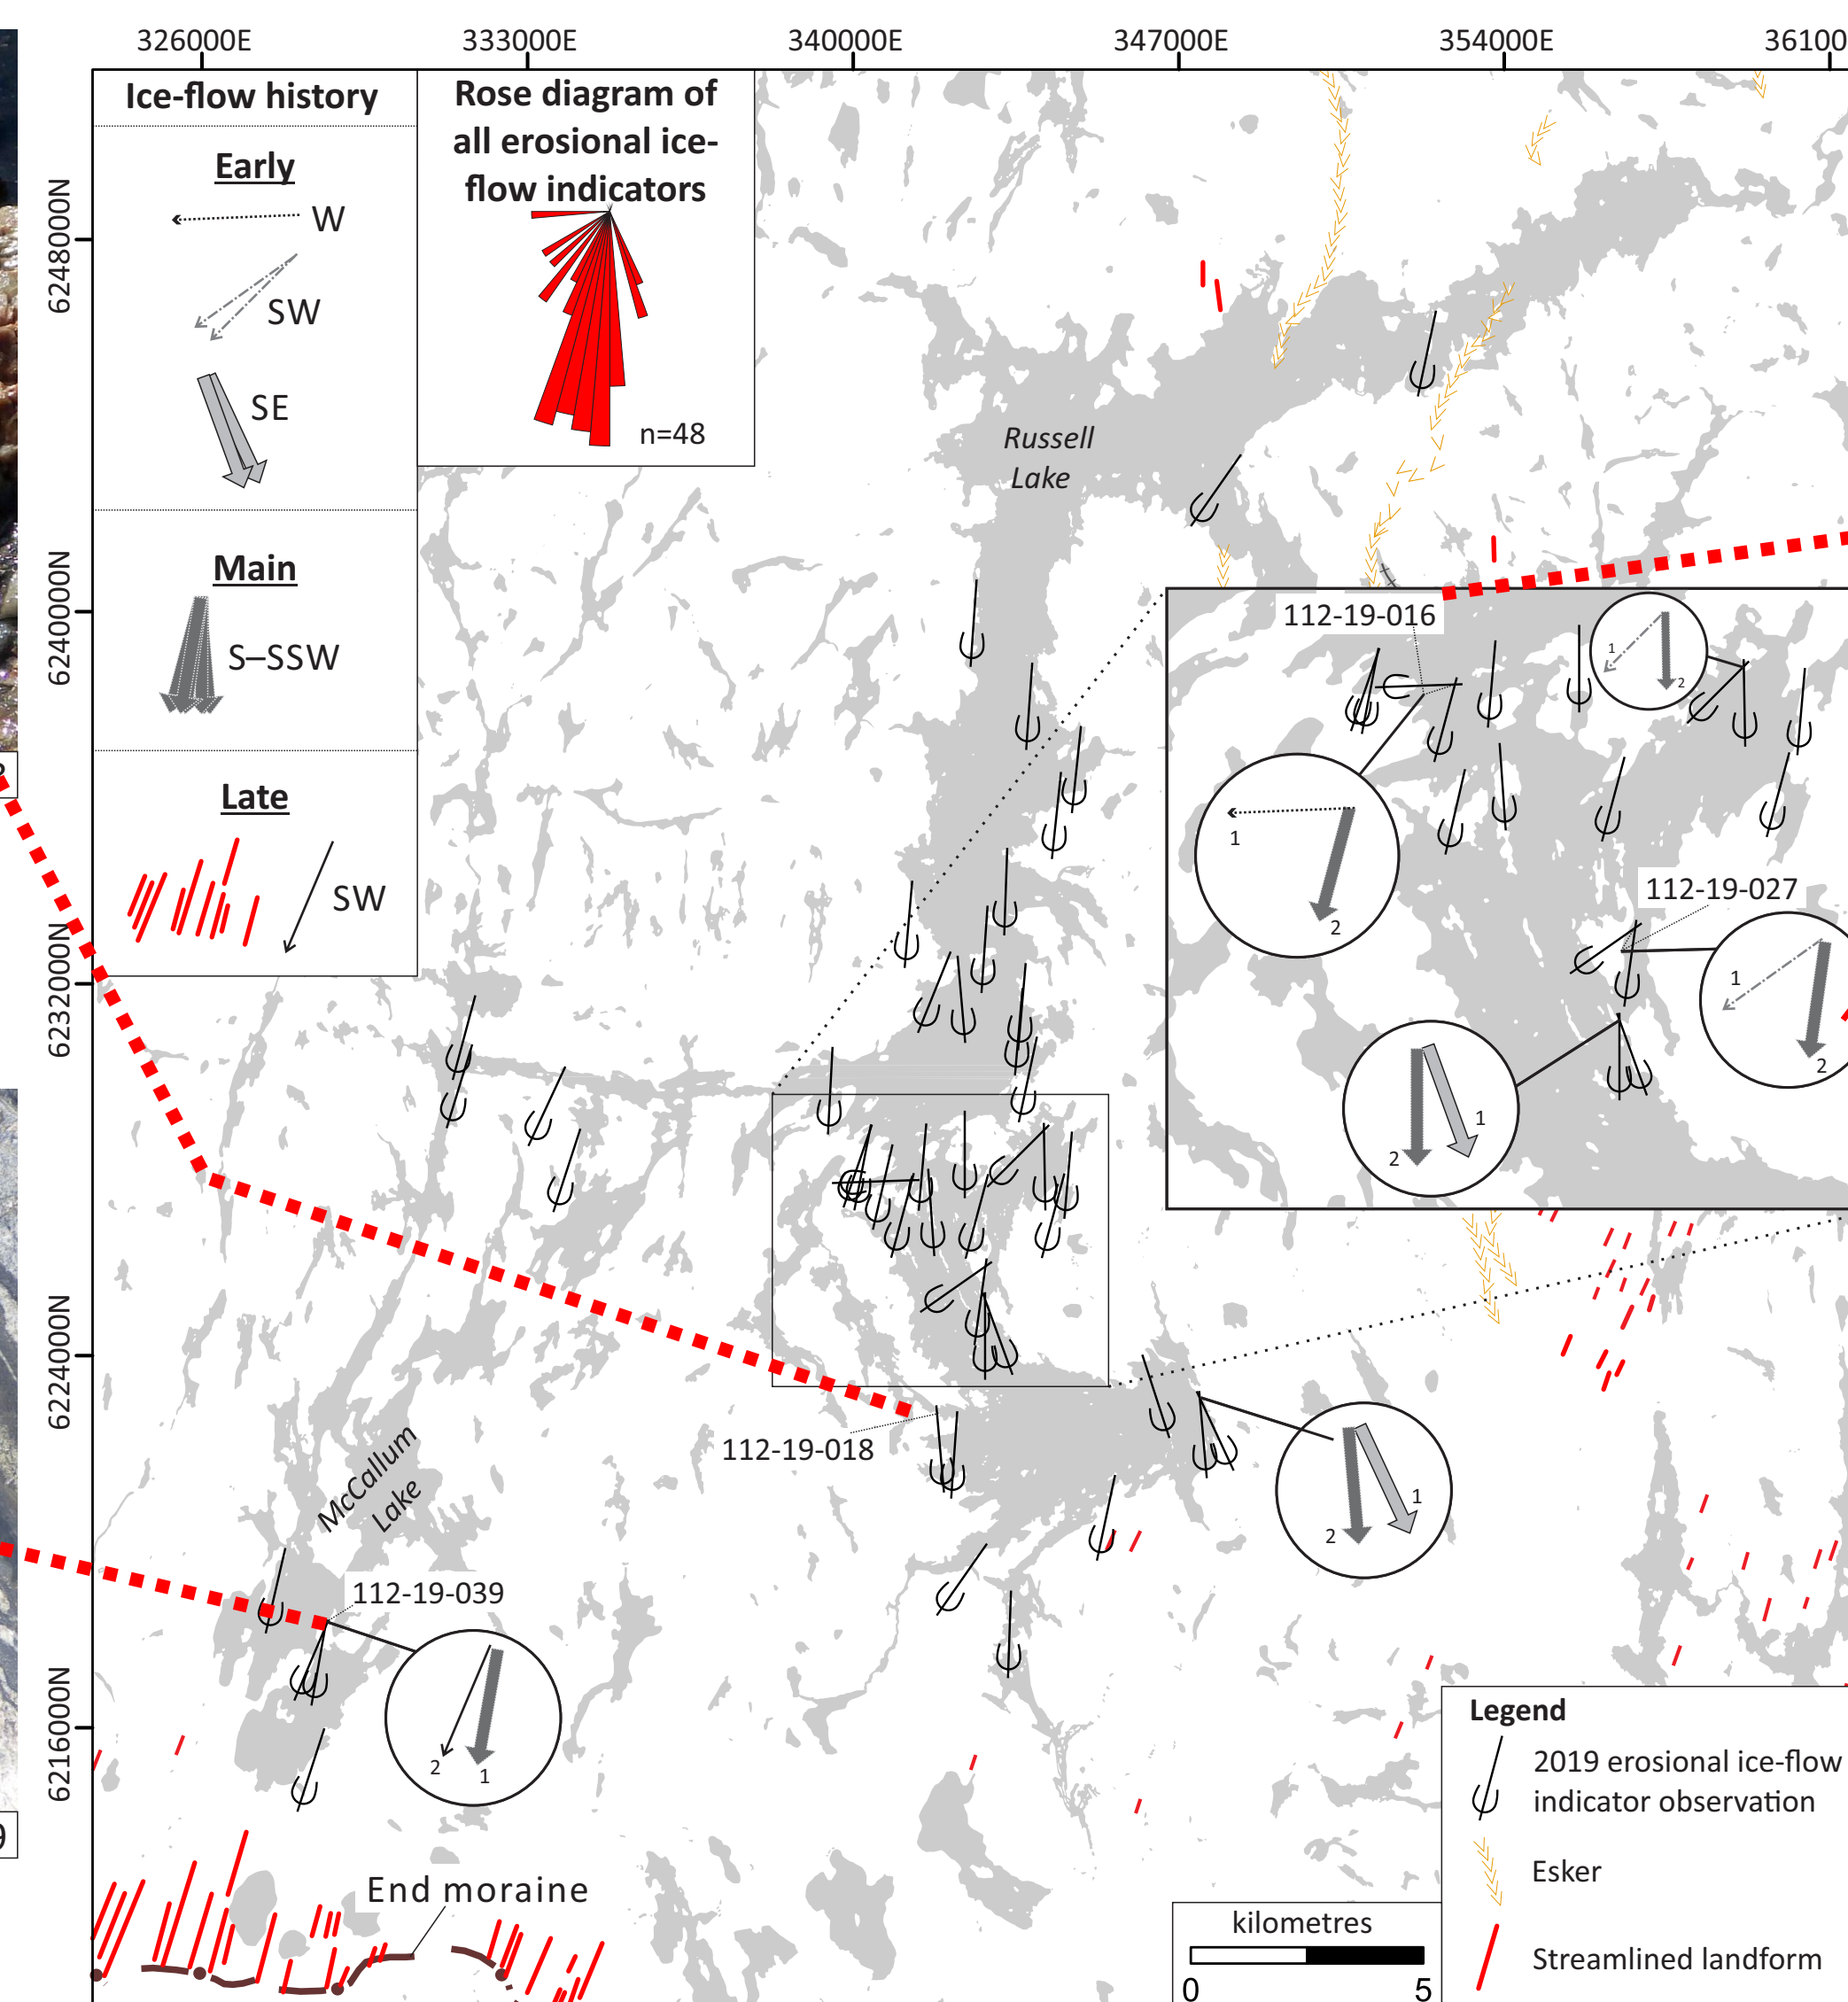 326000E 333000E 340000E 347000E 354000E 36100
6248000N
6240000N
6232000N
6224000N
6216000N
Ice-flow history
Early
W
SW
SE
Main
S–SSW
Late
SW
Rose diagram of
all erosional ice-
flow indicators
n=48
Russell
Lake
112-19-016
1
2
1
2
112-19-027
1
2
1
2
112-19-018
1
2
McCallum
Lake
112-19-039
2
1
End moraine
kilometres
0 5
Legend
2019 erosional ice-flow
indicator observation
Esker
Streamlined landform
9